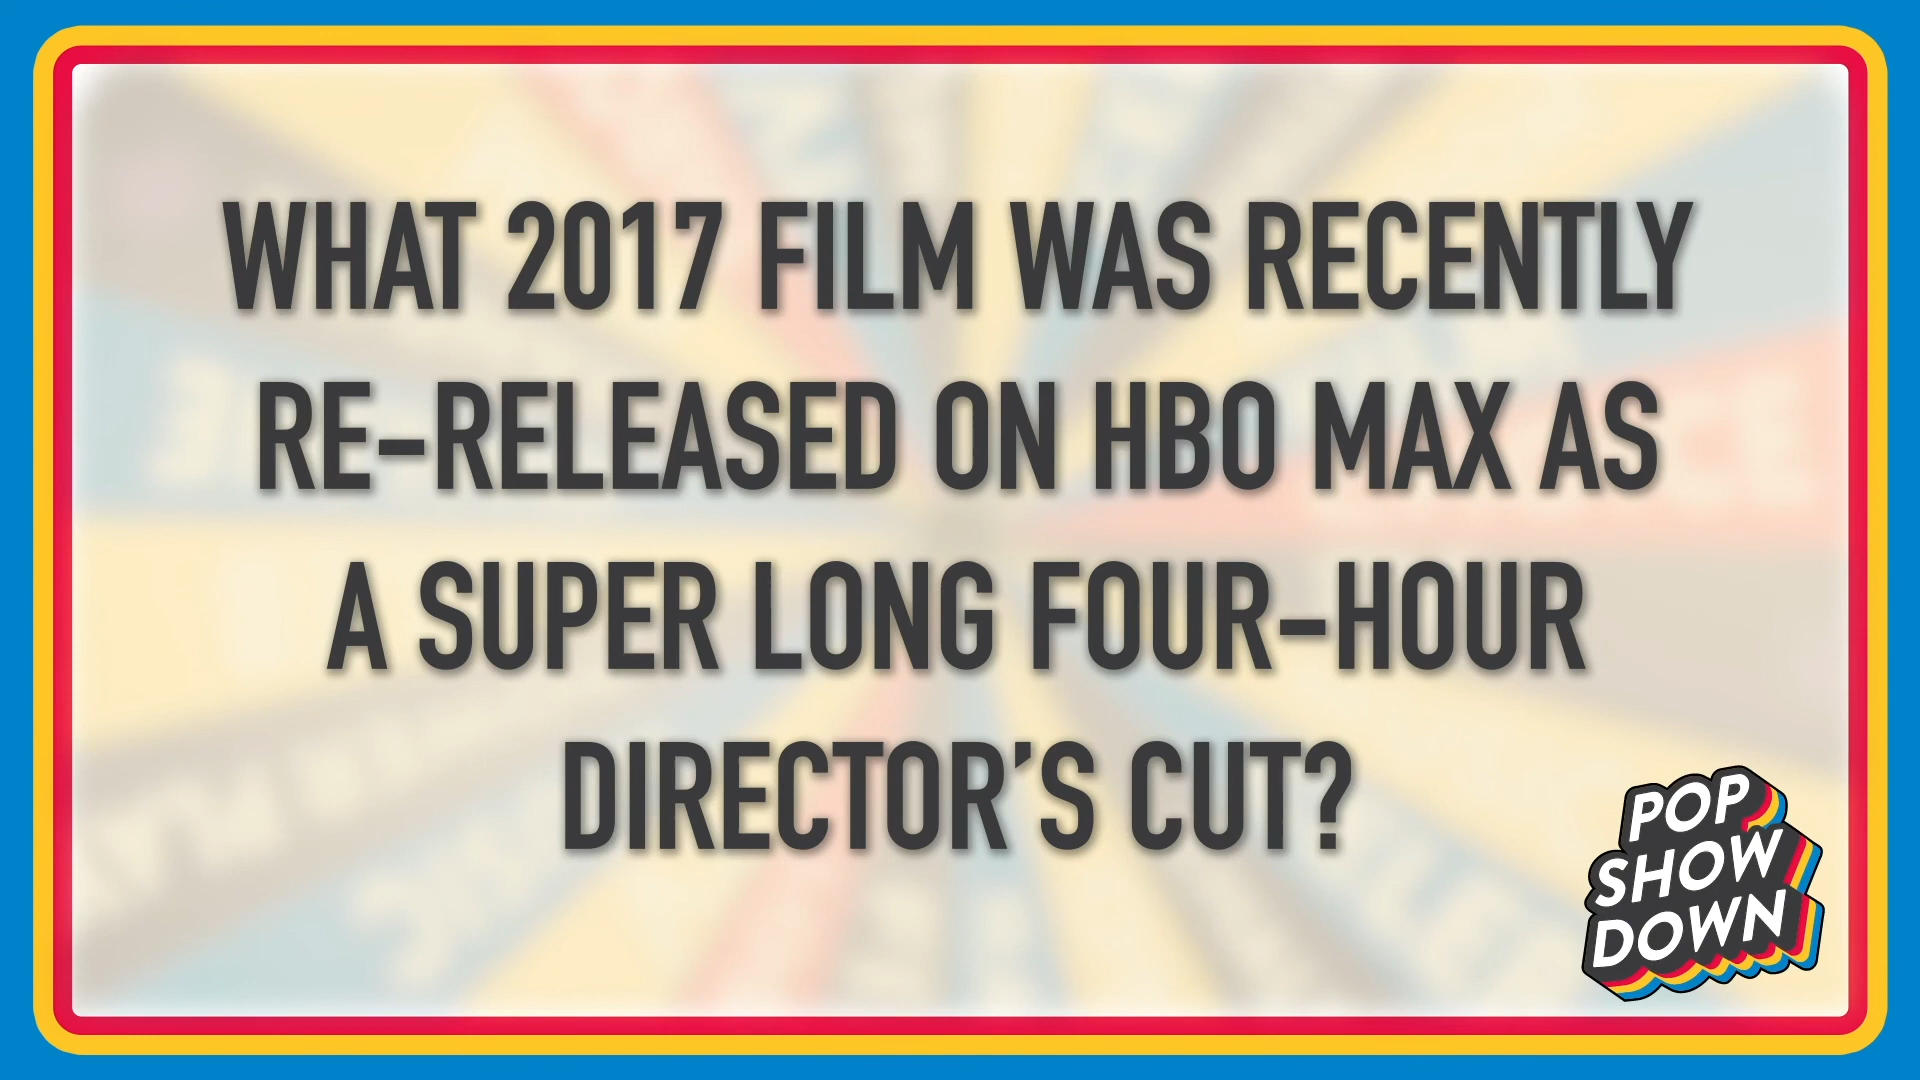 WHAT 2017 FILM WAS RECENTLY
RE-RELEASED ON HBO MAX AS
A SUPER LONG FOUR-HOUR
DIRECTOR'S CUT?
POP
SHOW
DOWN